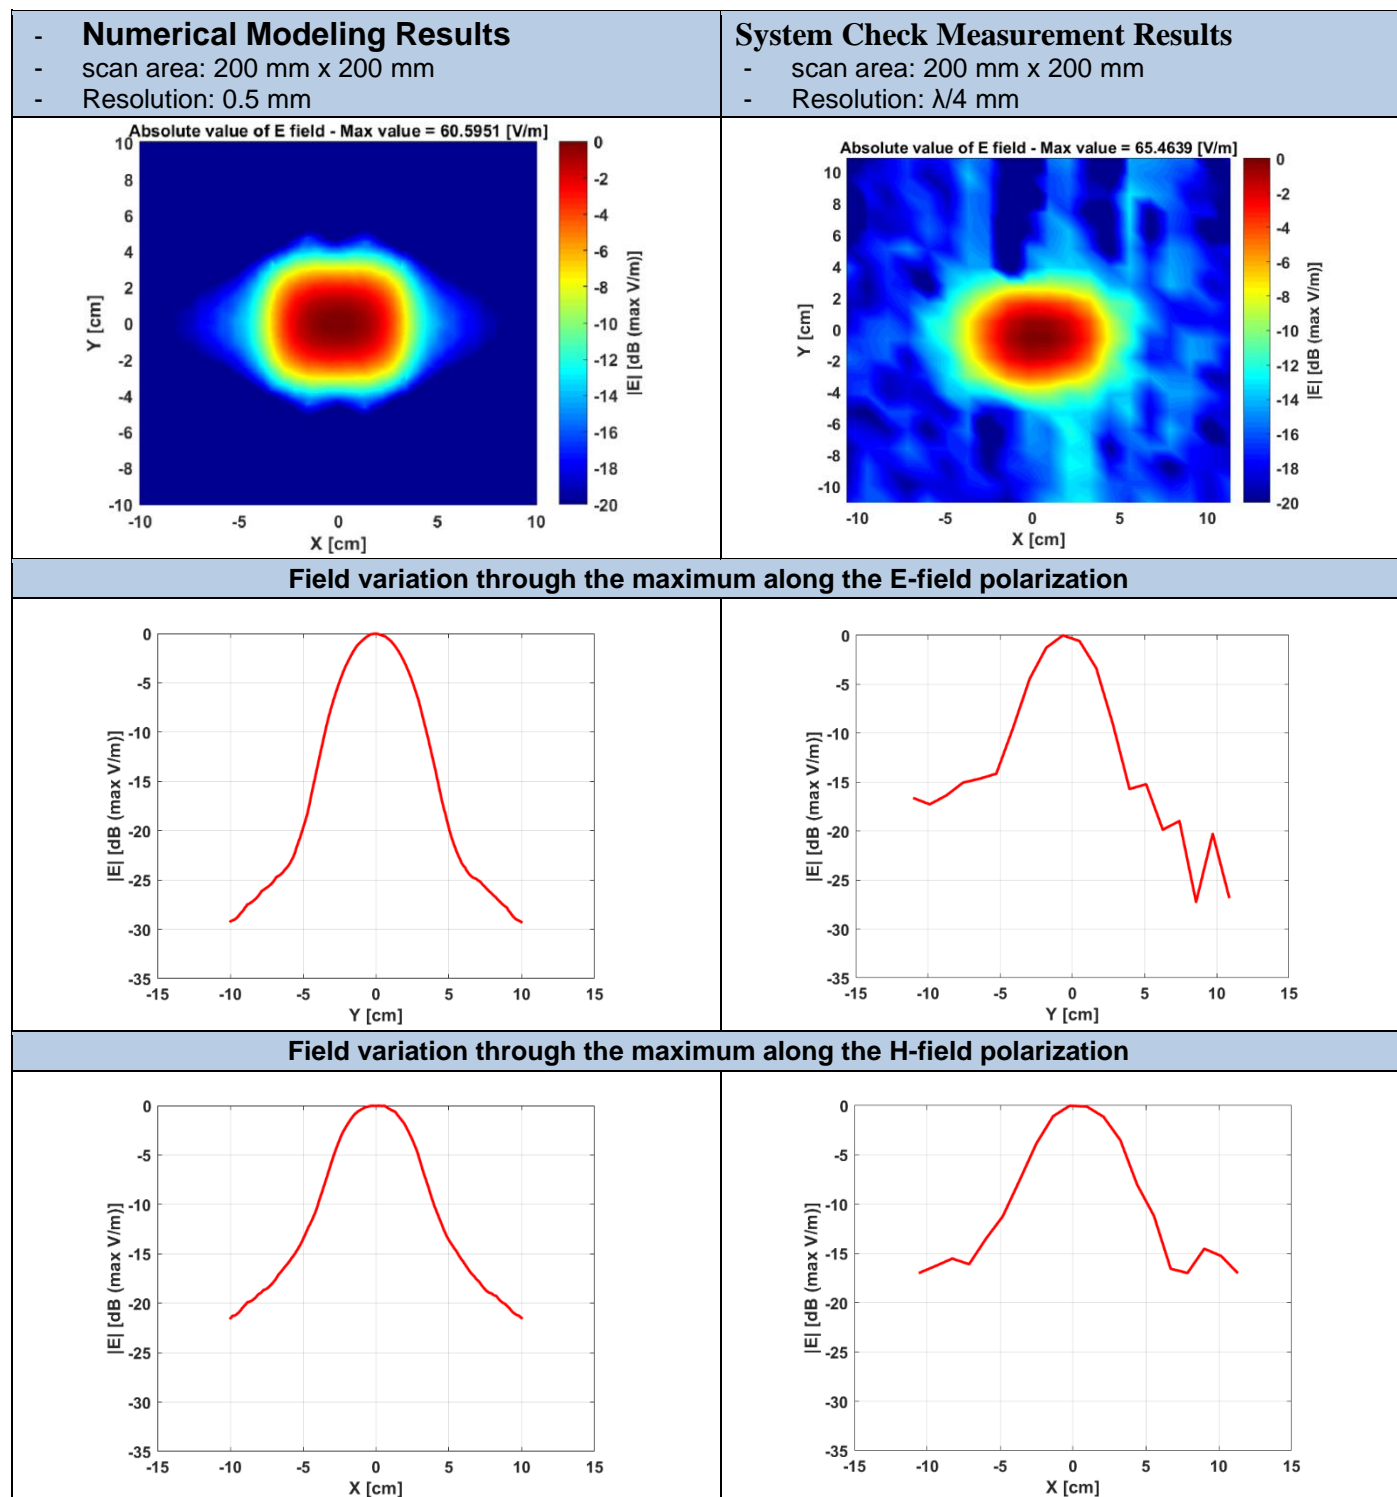 - Numerical Modeling Results
- scan area: 200 mm x 200 mm
- Resolution: 0.5 mm
System Check Measurement Results
- scan area: 200 mm x 200 mm
- Resolution: λ/4 mm
Absolute value of E field - Max value = 60.5951 [V/m]
10
8
6
4
2
0
-2
-4
-6
-8
-10
Y [cm]
-10 -5 0 5 10
X [cm]
0
-2
-4
-6
-8
-10
-12
-14
-16
-18
-20
|E| [dB (max V/m)]
Absolute value of E field - Max value = 65.4639 [V/m]
10
8
6
4
2
0
-2
-4
-6
-8
-10
Y [cm]
-10 -5 0 5 10
X [cm]
0
-2
-4
-6
-8
-10
-12
-14
-16
-18
-20
|E| [dB (max V/m)]
Field variation through the maximum along the E-field polarization
0
-5
-10
-15
-20
-25
-30
-35
|E| [dB (max V/m)]
-15 -10 -5 0 5 10 15
Y [cm]
0
-5
-10
-15
-20
-25
-30
-35
|E| [dB (max V/m)]
-15 -10 -5 0 5 10 15
Y [cm]
Field variation through the maximum along the H-field polarization
0
-5
-10
-15
-20
-25
-30
-35
|E| [dB (max V/m)]
-15 -10 -5 0 5 10 15
X [cm]
0
-5
-10
-15
-20
-25
-30
-35
|E| [dB (max V/m)]
-15 -10 -5 0 5 10 15
X [cm]